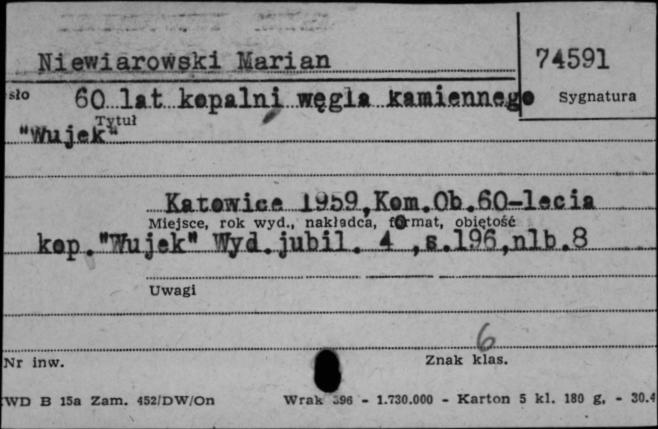 Niewiarowski Marian 74591
sło 60 lat kopalni węgla kamiennego Sygnatura
Tytuł
"Wujek"
Katowice 1959,Kom.Ob.60-lecia
Miejsce, rok wyd., nakładca, format, objętość
kop."Wujek" Wyd.jubil. 4 ,s.196,nlb.8
Uwagi
6
Nr inw. Znak klas.
WD B 15a Zam. 452/DW/On Wrak 396 - 1.730.000 - Karton 5 kl. 180 g. - 30.4